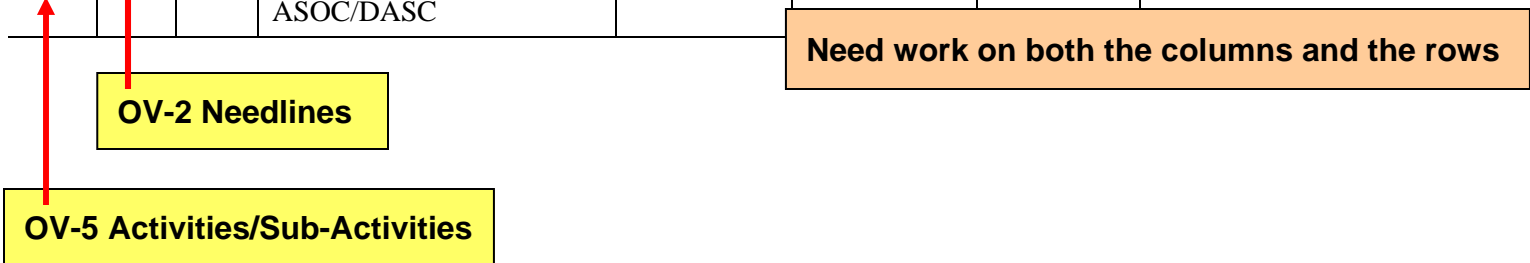 ASOC/DASC
Need work on both the columns and the rows
OV-2 Needlines
OV-5 Activities/Sub-Activities